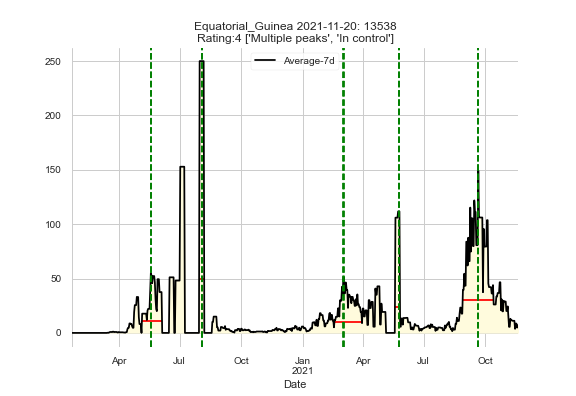 Equatorial_Guinea 2021-11-20: 13538
Rating:4 ['Multiple peaks', 'In control']
Average-7d
250
200
150
100
50
0
Apr Jul Oct Jan Apr Jul Oct
2021
Date